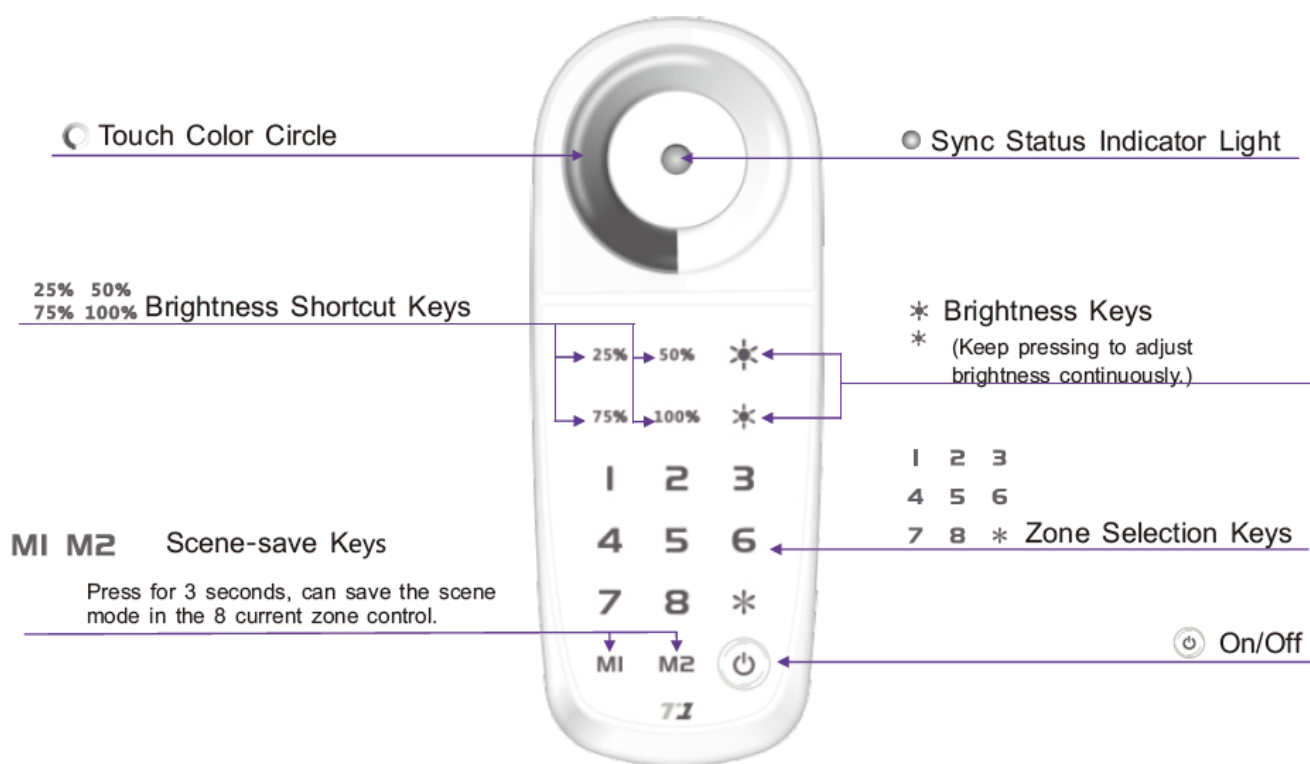 Touch Color Circle
Sync Status Indicator Light
25% 50%
75% 100% Brightness Shortcut Keys
Brightness Keys
(Keep pressing to adjust
brightness continuously.)
25% 50%
75% 100%
1 2 3
4 5 6
7 8 *
M1 M2
T1
1 2 3
4 5 6
7 8 * Zone Selection Keys
M1 M2 Scene-save Keys
Press for 3 seconds, can save the scene
mode in the 8 current zone control.
On/Off